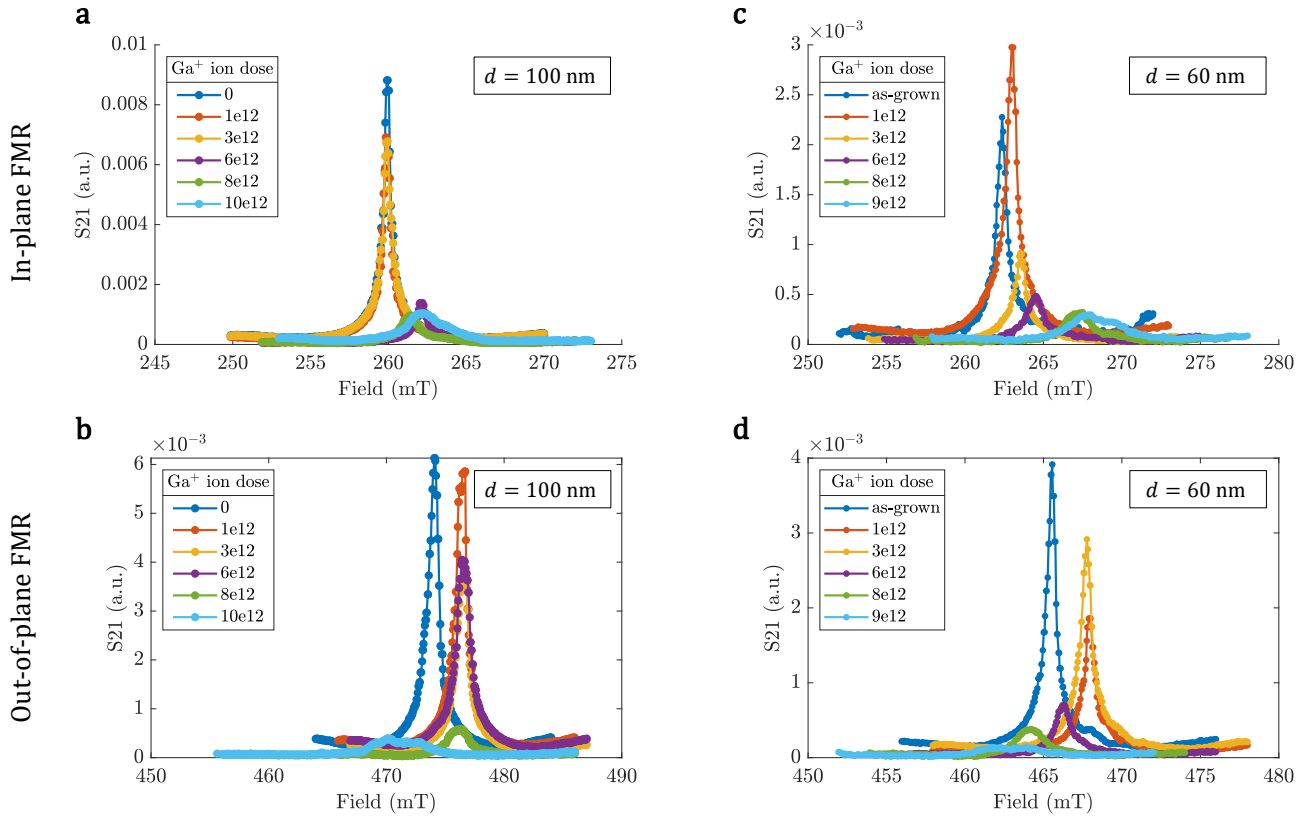 a
0.01
0.008
0.006
0.004
0.002
0
245
250
255
260
265
270
275
Field (mT)
S21 (a.u.)
Ga⁺ ion dose
0
1e12
3e12
6e12
8e12
10e12
d = 100 nm
In-plane FMR
c
×10⁻³
3
2.5
2
1.5
1
0.5
0
250
255
260
265
270
275
280
Field (mT)
S21 (a.u.)
Ga⁺ ion dose
as-grown
1e12
3e12
6e12
8e12
9e12
d = 60 nm
b
×10⁻³
6
5
4
3
2
1
0
450
460
470
480
490
Field (mT)
S21 (a.u.)
Ga⁺ ion dose
0
1e12
3e12
6e12
8e12
10e12
d = 100 nm
Out-of-plane FMR
d
×10⁻³
4
3
2
1
0
450
455
460
465
470
475
480
Field (mT)
S21 (a.u.)
Ga⁺ ion dose
as-grown
1e12
3e12
6e12
8e12
9e12
d = 60 nm